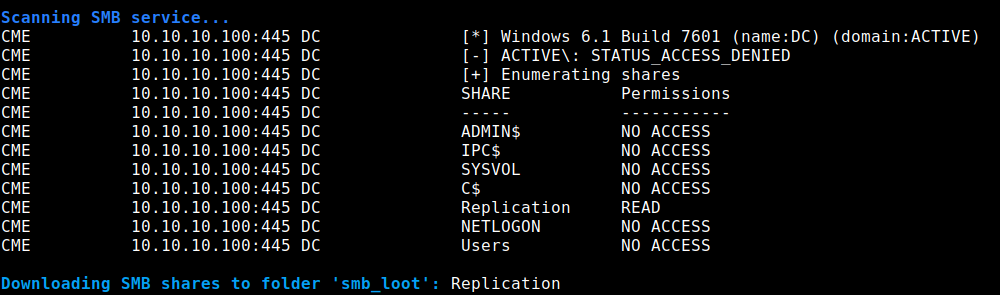 Scanning SMB service...
CME 10.10.10.100:445 DC [*] Windows 6.1 Build 7601 (name:DC) (domain:ACTIVE)
CME 10.10.10.100:445 DC [-] ACTIVE\: STATUS_ACCESS_DENIED
CME 10.10.10.100:445 DC [+] Enumerating shares
CME 10.10.10.100:445 DC SHARE Permissions
CME 10.10.10.100:445 DC ----- -----------
CME 10.10.10.100:445 DC ADMIN$ NO ACCESS
CME 10.10.10.100:445 DC IPC$ NO ACCESS
CME 10.10.10.100:445 DC SYSVOL NO ACCESS
CME 10.10.10.100:445 DC C$ NO ACCESS
CME 10.10.10.100:445 DC Replication READ
CME 10.10.10.100:445 DC NETLOGON NO ACCESS
CME 10.10.10.100:445 DC Users NO ACCESS
Downloading SMB shares to folder 'smb_loot': Replication